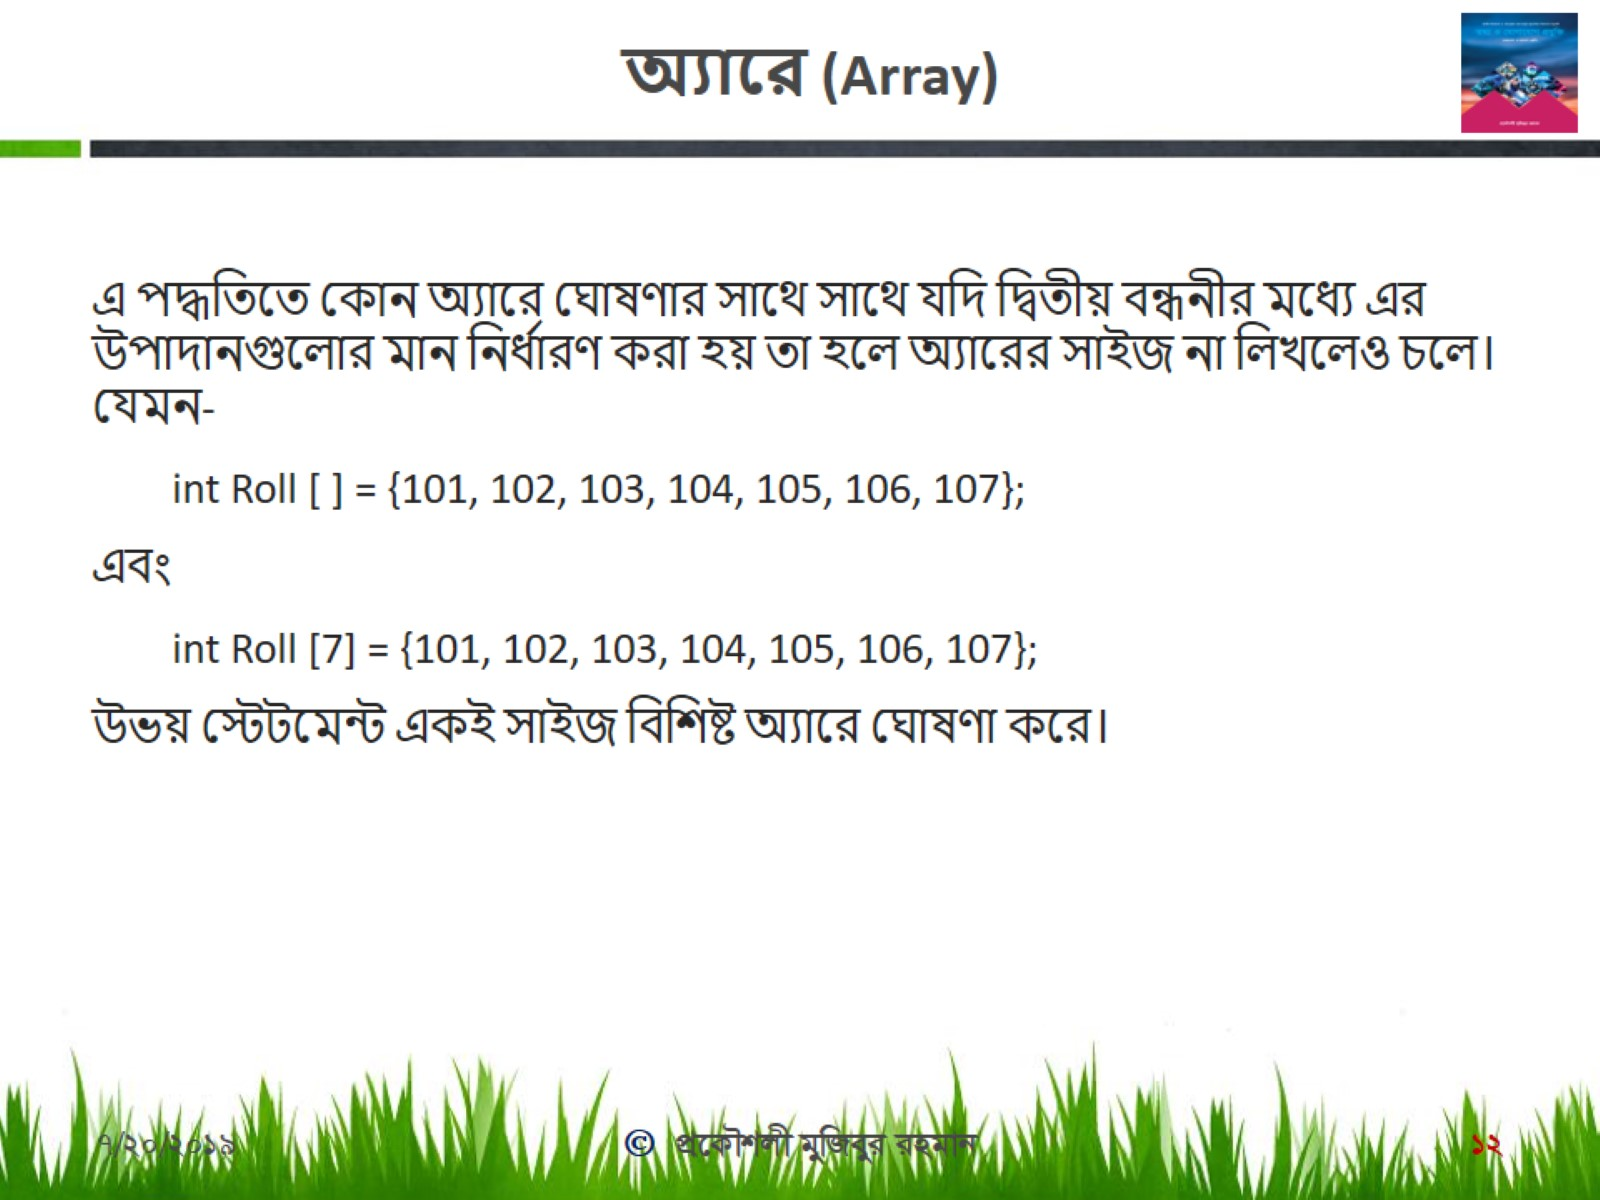 অ্যারে (Array)
এ পদ্ধতিতে কোন অ্যারে ঘোষণার সাথে সাথে যদি দ্বিতীয় বন্ধনীর মধ্যে এর
উপাদানগুলোর মান নির্ধারণ করা হয় তা হলে অ্যারের সাইজ না লিখলেও চলে।
যেমন-
int Roll [ ] = {101, 102, 103, 104, 105, 106, 107};
এবং
int Roll [7] = {101, 102, 103, 104, 105, 106, 107};
উভয় স্টেটমেন্ট একই সাইজ বিশিষ্ট অ্যারে ঘোষণা করে।
৭/২০/২০১৯
© প্রকৌশলী মুজিবুর রহমান
১২